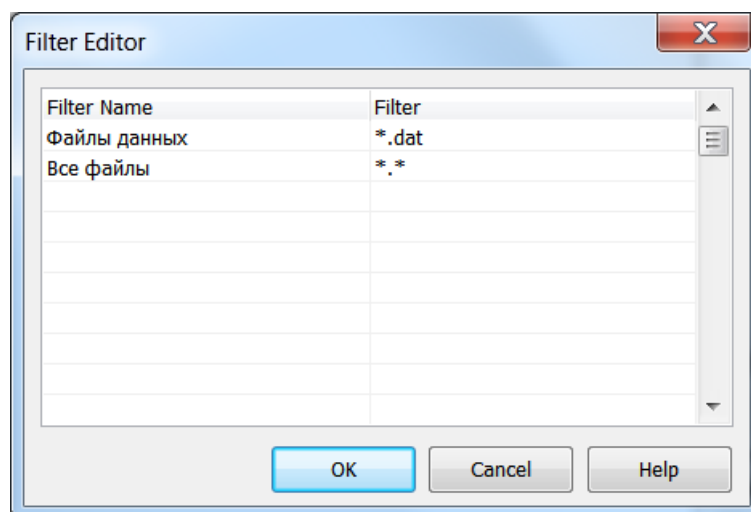 Filter Editor
Filter Name Filter
Файлы данных *.dat
Все файлы *.*
OK Cancel Help